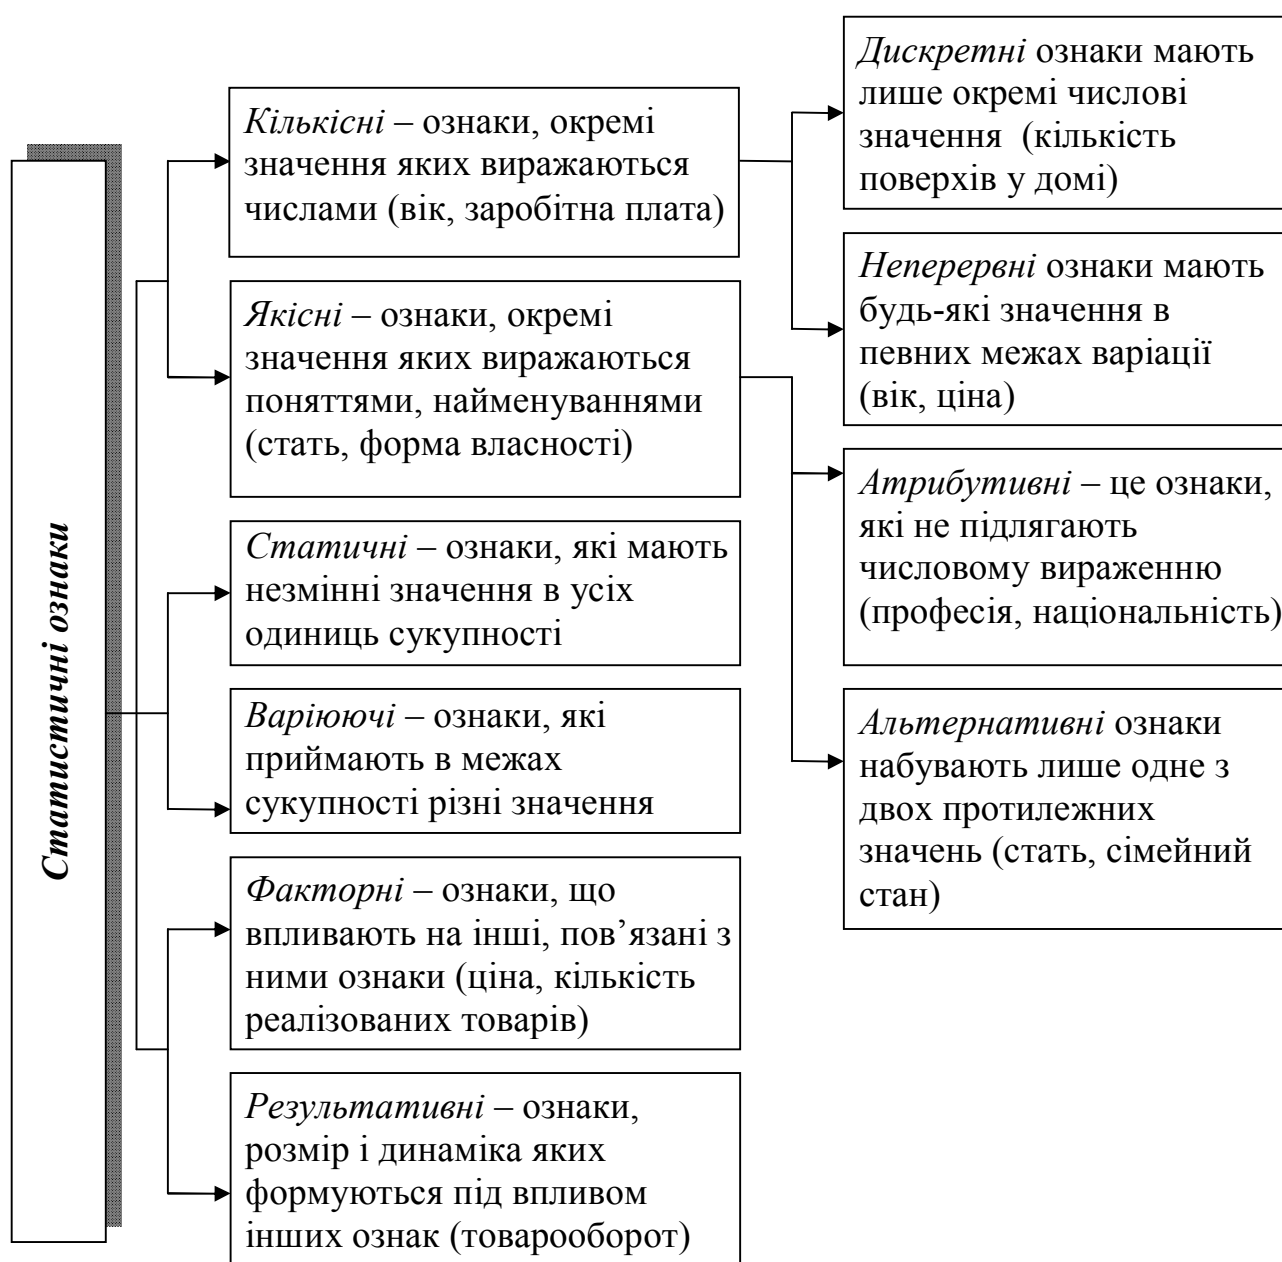 Статистичні ознаки
Кількісні – ознаки, окремі
значення яких виражаються
числами (вік, заробітна плата)
Якісні – ознаки, окремі
значення яких виражаються
поняттями, найменуваннями
(стать, форма власності)
Статичні – ознаки, які мають
незмінні значення в усіх
одиниць сукупності
Варіюючі – ознаки, які
приймають в межах
сукупності різні значення
Факторні – ознаки, що
впливають на інші, пов’язані з
ними ознаки (ціна, кількість
реалізованих товарів)
Результативні – ознаки,
розмір і динаміка яких
формуються під впливом
інших ознак (товарооборот)
Дискретні ознаки мають
лише окремі числові
значення (кількість
поверхів у домі)
Неперервні ознаки мають
будь-які значення в
певних межах варіації
(вік, ціна)
Атрибутивні – це ознаки,
які не підлягають
числовому вираженню
(професія, національність)
Альтернативні ознаки
набувають лише одне з
двох протилежних
значень (стать, сімейний
стан)